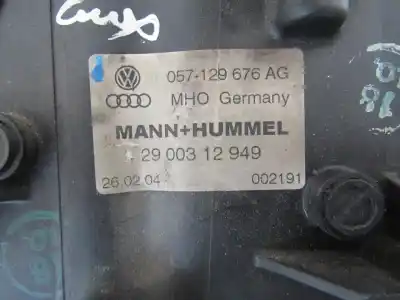 057-129 676 AG
MHO Germany
MANN+HUMMEL
29 003 12 949
26.02.04 002191